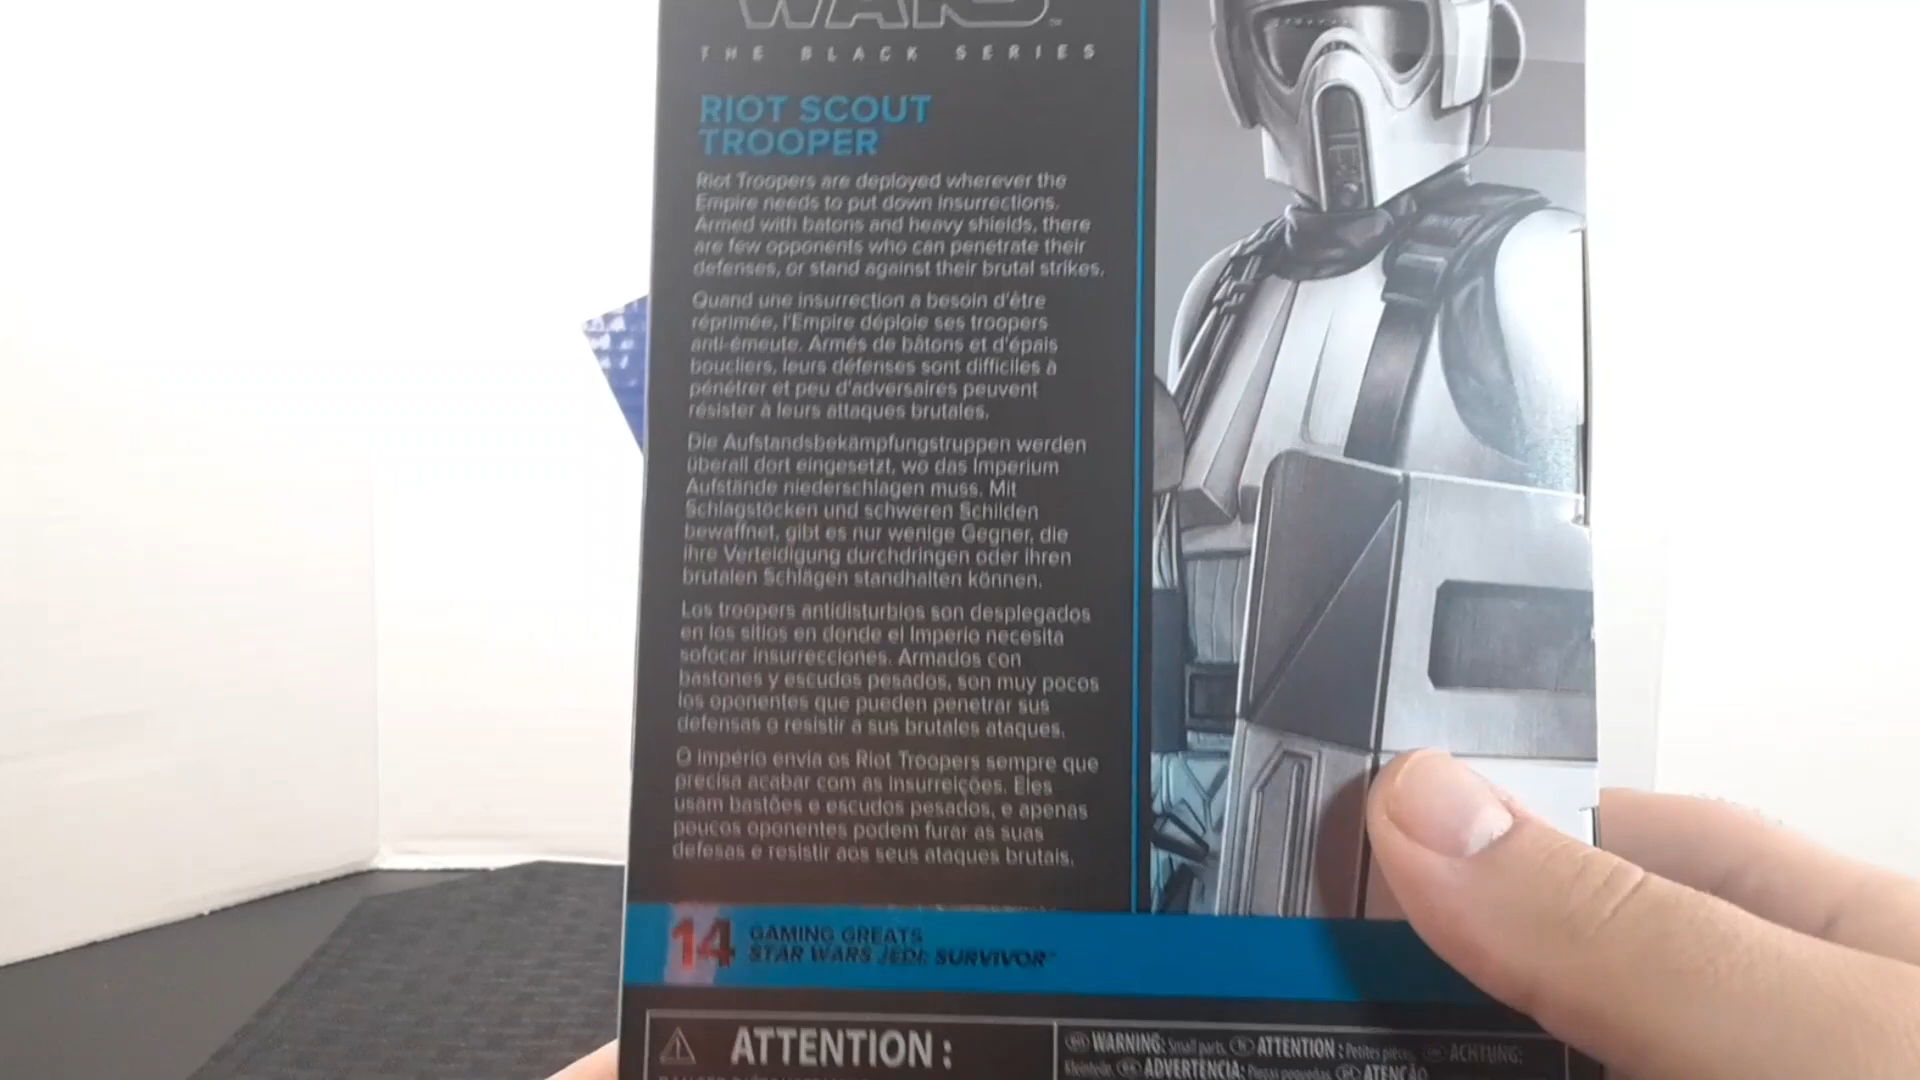 WARS
THE BLACK SERIES
RIOT SCOUT
TROOPER
Riot Troopers are deployed wherever the
Empire needs to put down insurrections.
Armed with batons and heavy shields, there
are few opponents who can penetrate their
defenses, or stand against their brutal strikes.
Quand une insurrection a besoin d'être
réprimée, l'Empire déploie ses troopers
anti-émeute. Armés de bâtons et d'épais
boucliers, leurs défenses sont difficiles à
pénétrer et peu d'adversaires peuvent
résister à leurs attaques brutales.
Die Aufstandsbekämpfungstruppen werden
überall dort eingesetzt, wo das Imperium
Aufstände niederschlagen muss. Mit
Schlagstöcken und schweren Schilden
bewaffnet, gibt es nur wenige Gegner, die
ihre Verteidigung durchdringen oder ihren
brutalen Schlägen standhalten können.
Los troopers antidisturbios son desplegados
en los sitios en donde el Imperio necesita
sofocar insurrecciones. Armados con
bastones y escudos pesados, son muy pocos
los oponentes que pueden penetrar sus
defensas o resistir a sus brutales ataques.
O império envia os Riot Troopers sempre que
precisa acabar com as insurreições. Eles
usam bastões e escudos pesados, e apenas
poucos oponentes podem furar as suas
defesas e resistir aos seus ataques brutais.
14 GAMING GREATS
STAR WARS JEDI: SURVIVOR™
ATTENTION :
WARNING: Small parts. ATTENTION : Petites pièces. ACHTUNG:
Kleinteile. ADVERTENCIA: Piezas pequeñas. ATENÇÃO